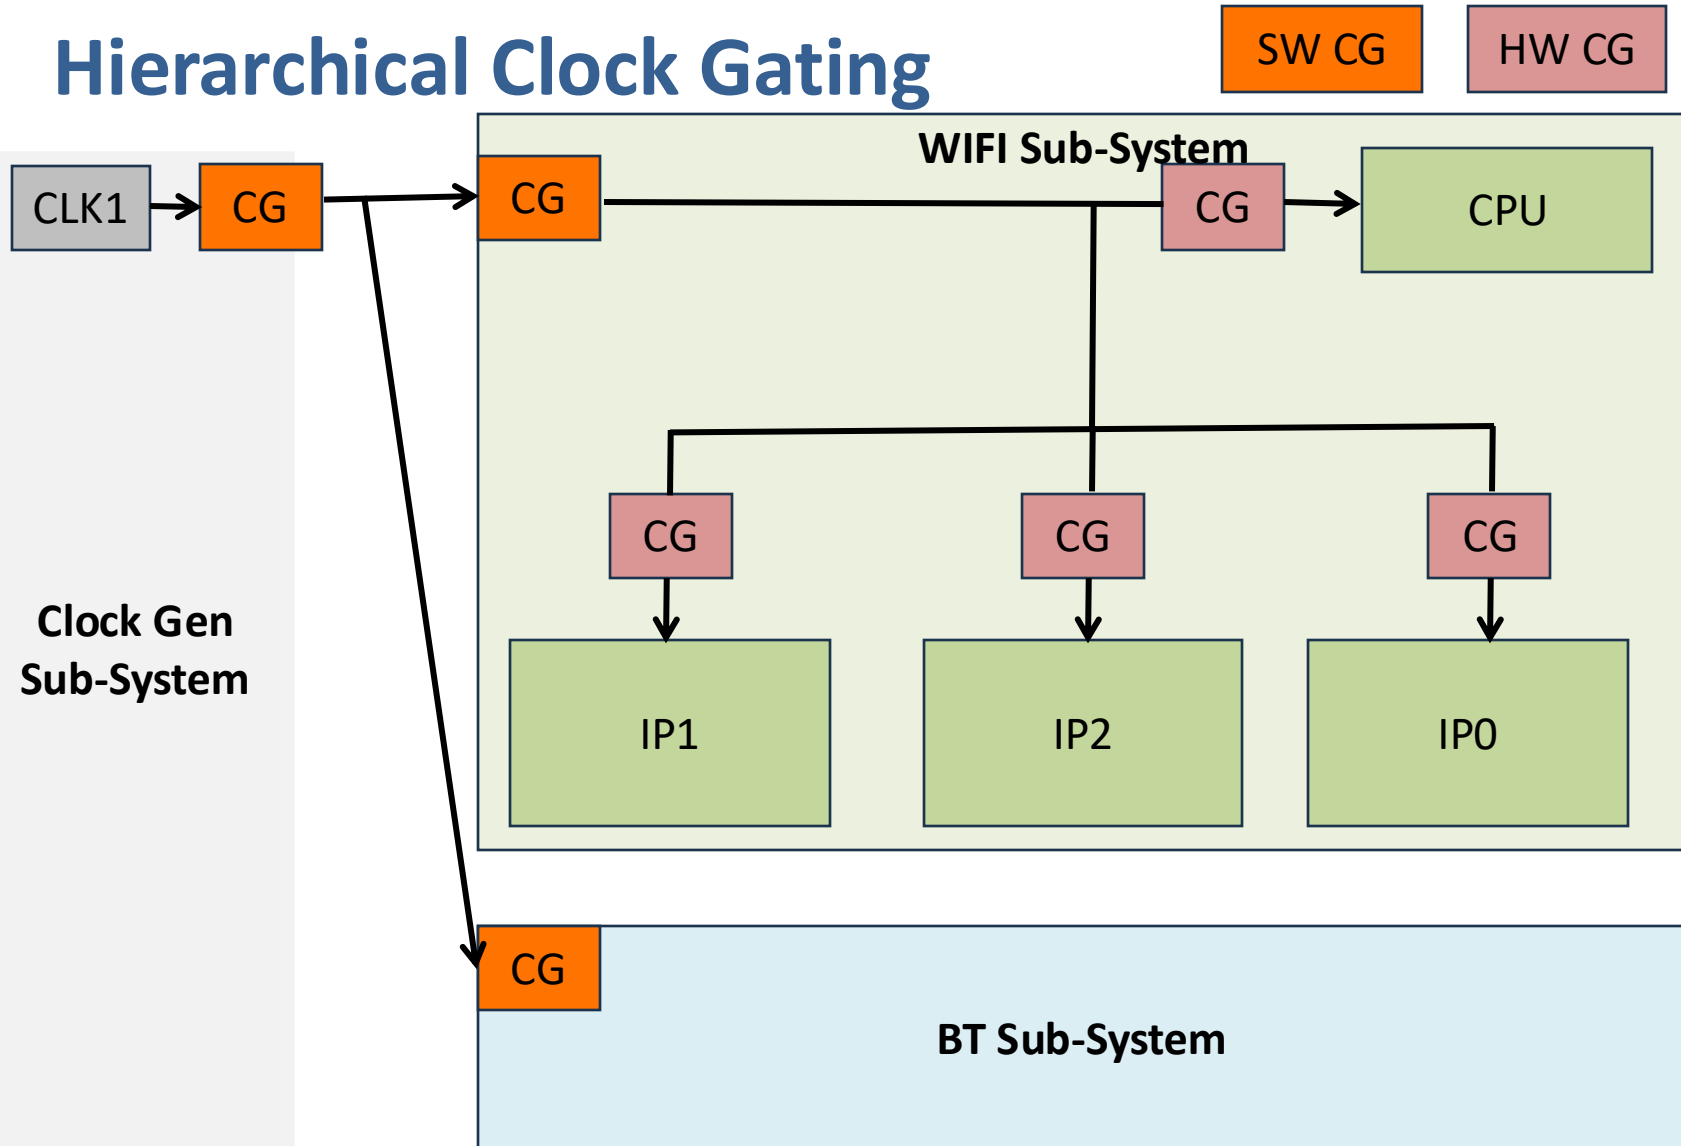 Hierarchical Clock Gating
SW CG
HW CG
WIFI Sub-System
CLK1
CG
CG
CG
CPU
CG
CG
CG
Clock Gen
Sub-System
IP1
IP2
IP0
CG
BT Sub-System